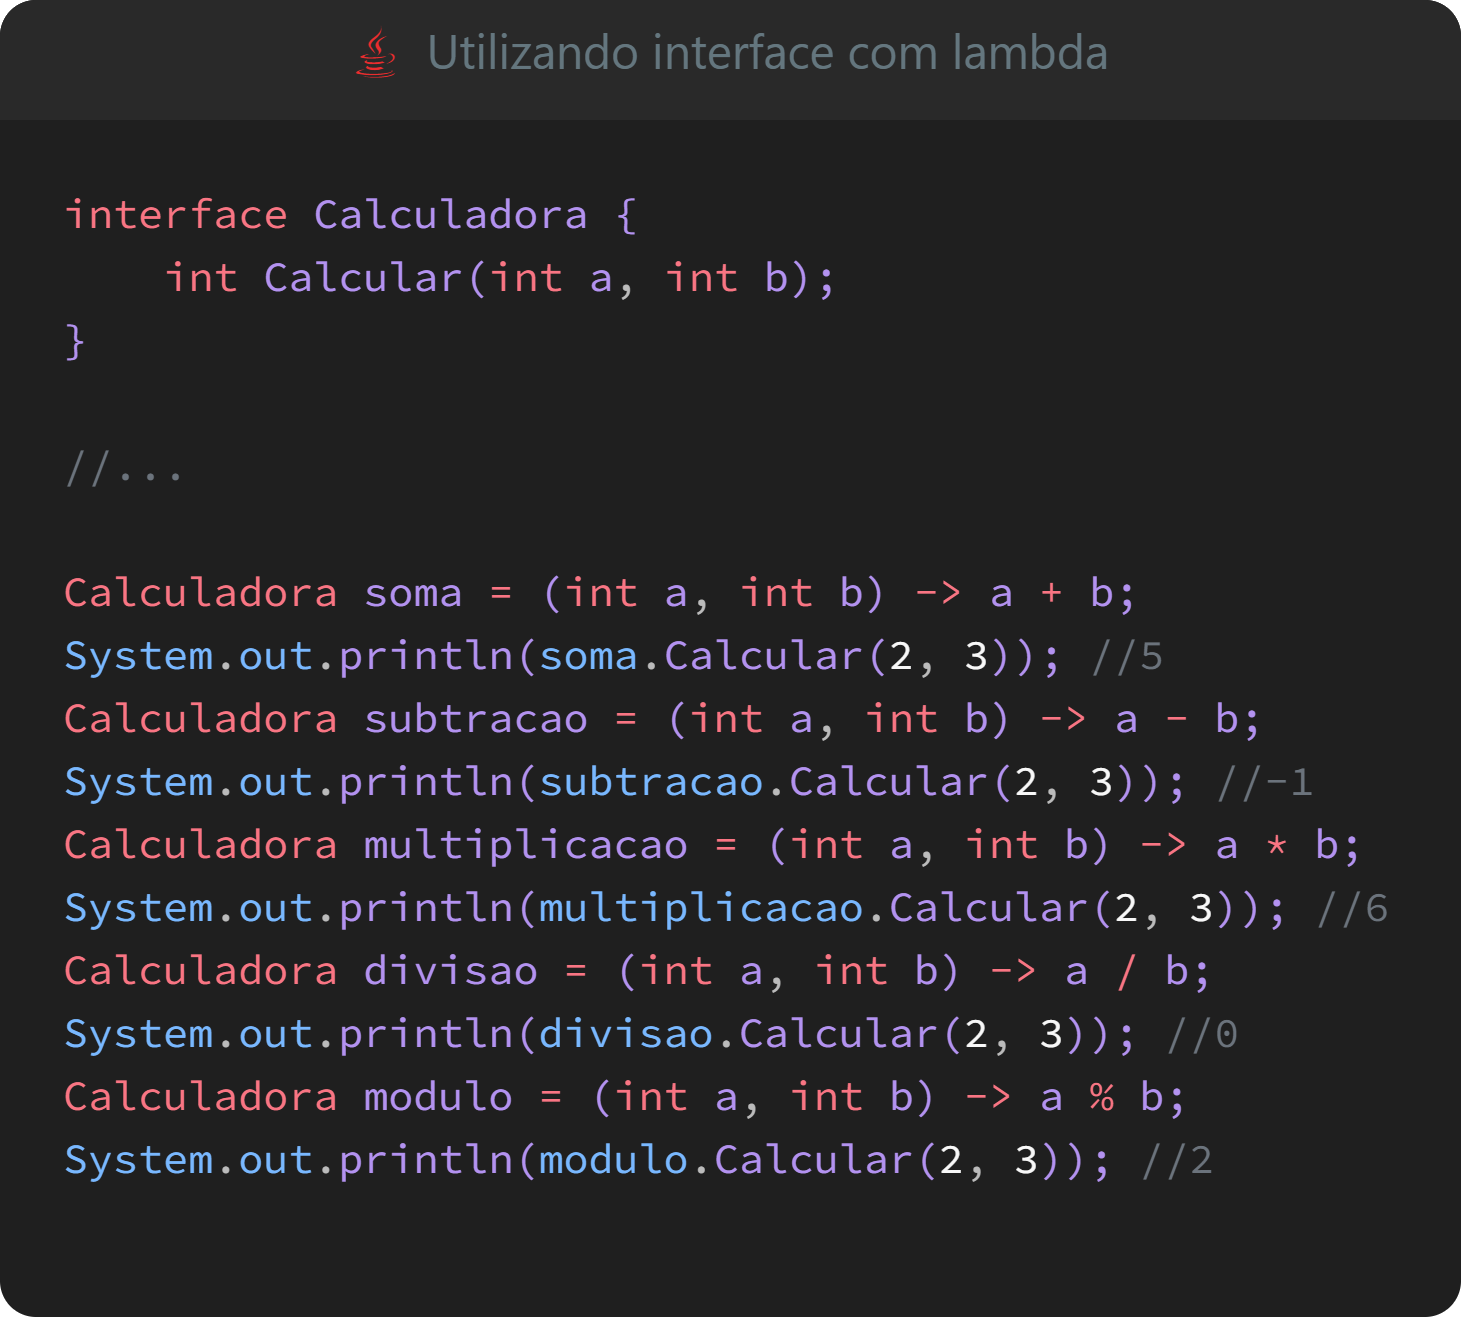 Utilizando interface com lambda
interface Calculadora {
    int Calcular(int a, int b);
}
//...
Calculadora soma = (int a, int b) -> a + b;
System.out.println(soma.Calcular(2, 3)); //5
Calculadora subtracao = (int a, int b) -> a - b;
System.out.println(subtracao.Calcular(2, 3)); //-1
Calculadora multiplicacao = (int a, int b) -> a * b;
System.out.println(multiplicacao.Calcular(2, 3)); //6
Calculadora divisao = (int a, int b) -> a / b;
System.out.println(divisao.Calcular(2, 3)); //0
Calculadora modulo = (int a, int b) -> a % b;
System.out.println(modulo.Calcular(2, 3)); //2